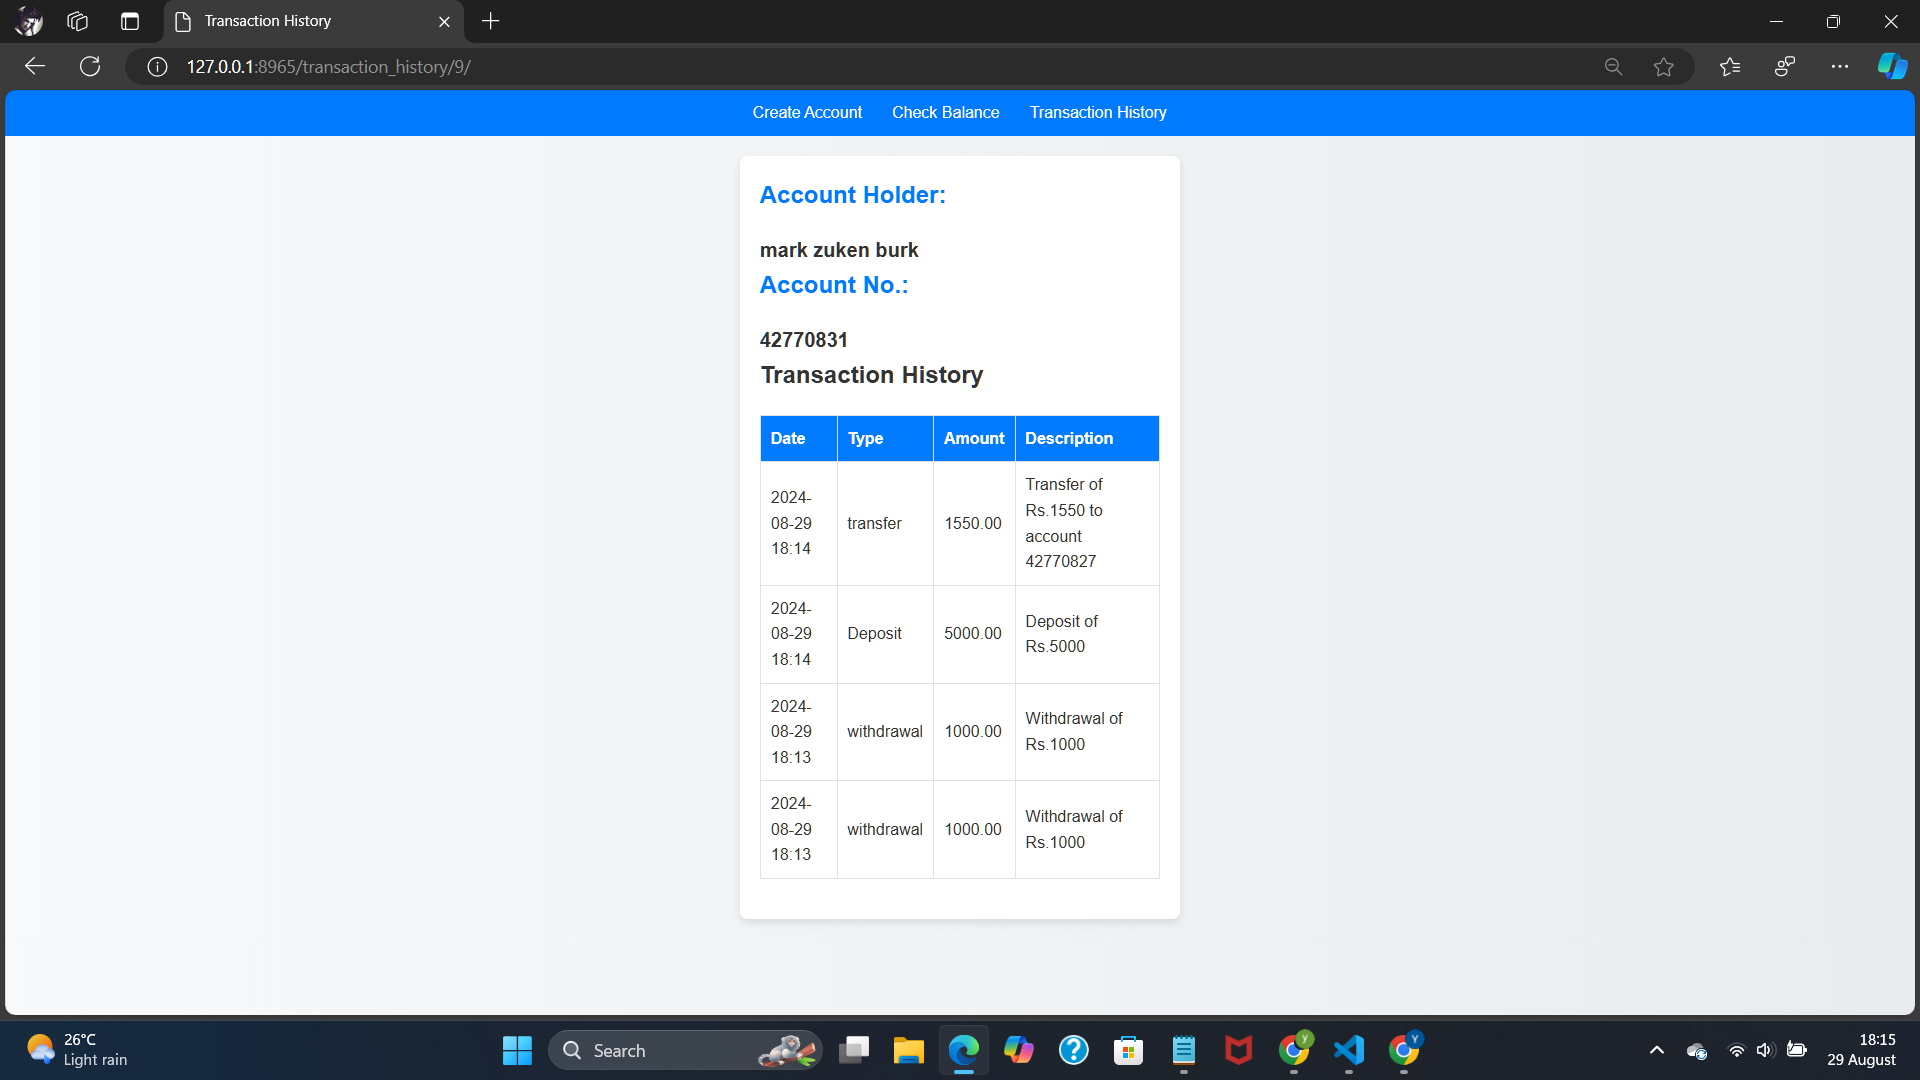 Transaction History
127.0.0.1:8965/transaction_history/9/
Create Account Check Balance Transaction History
Account Holder:
mark zuken burk
Account No.:
42770831
Transaction History
Date Type Amount Description
2024-
08-29
18:14
transfer
1550.00
Transfer of
Rs.1550 to
account
42770827
2024-
08-29
18:14
Deposit
5000.00
Deposit of
Rs.5000
2024-
08-29
18:13
withdrawal
1000.00
Withdrawal of
Rs.1000
2024-
08-29
18:13
withdrawal
1000.00
Withdrawal of
Rs.1000
26°C
Light rain
Search
y
Y
18:15
29 August